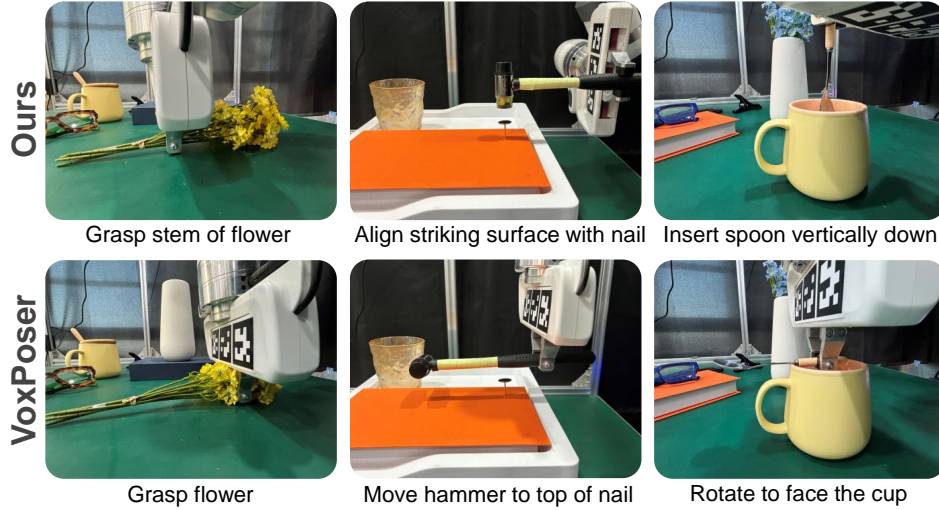 Ours
Grasp stem of flower
Align striking surface with nail
Insert spoon vertically down
VoxPoser
Grasp flower
Move hammer to top of nail
Rotate to face the cup